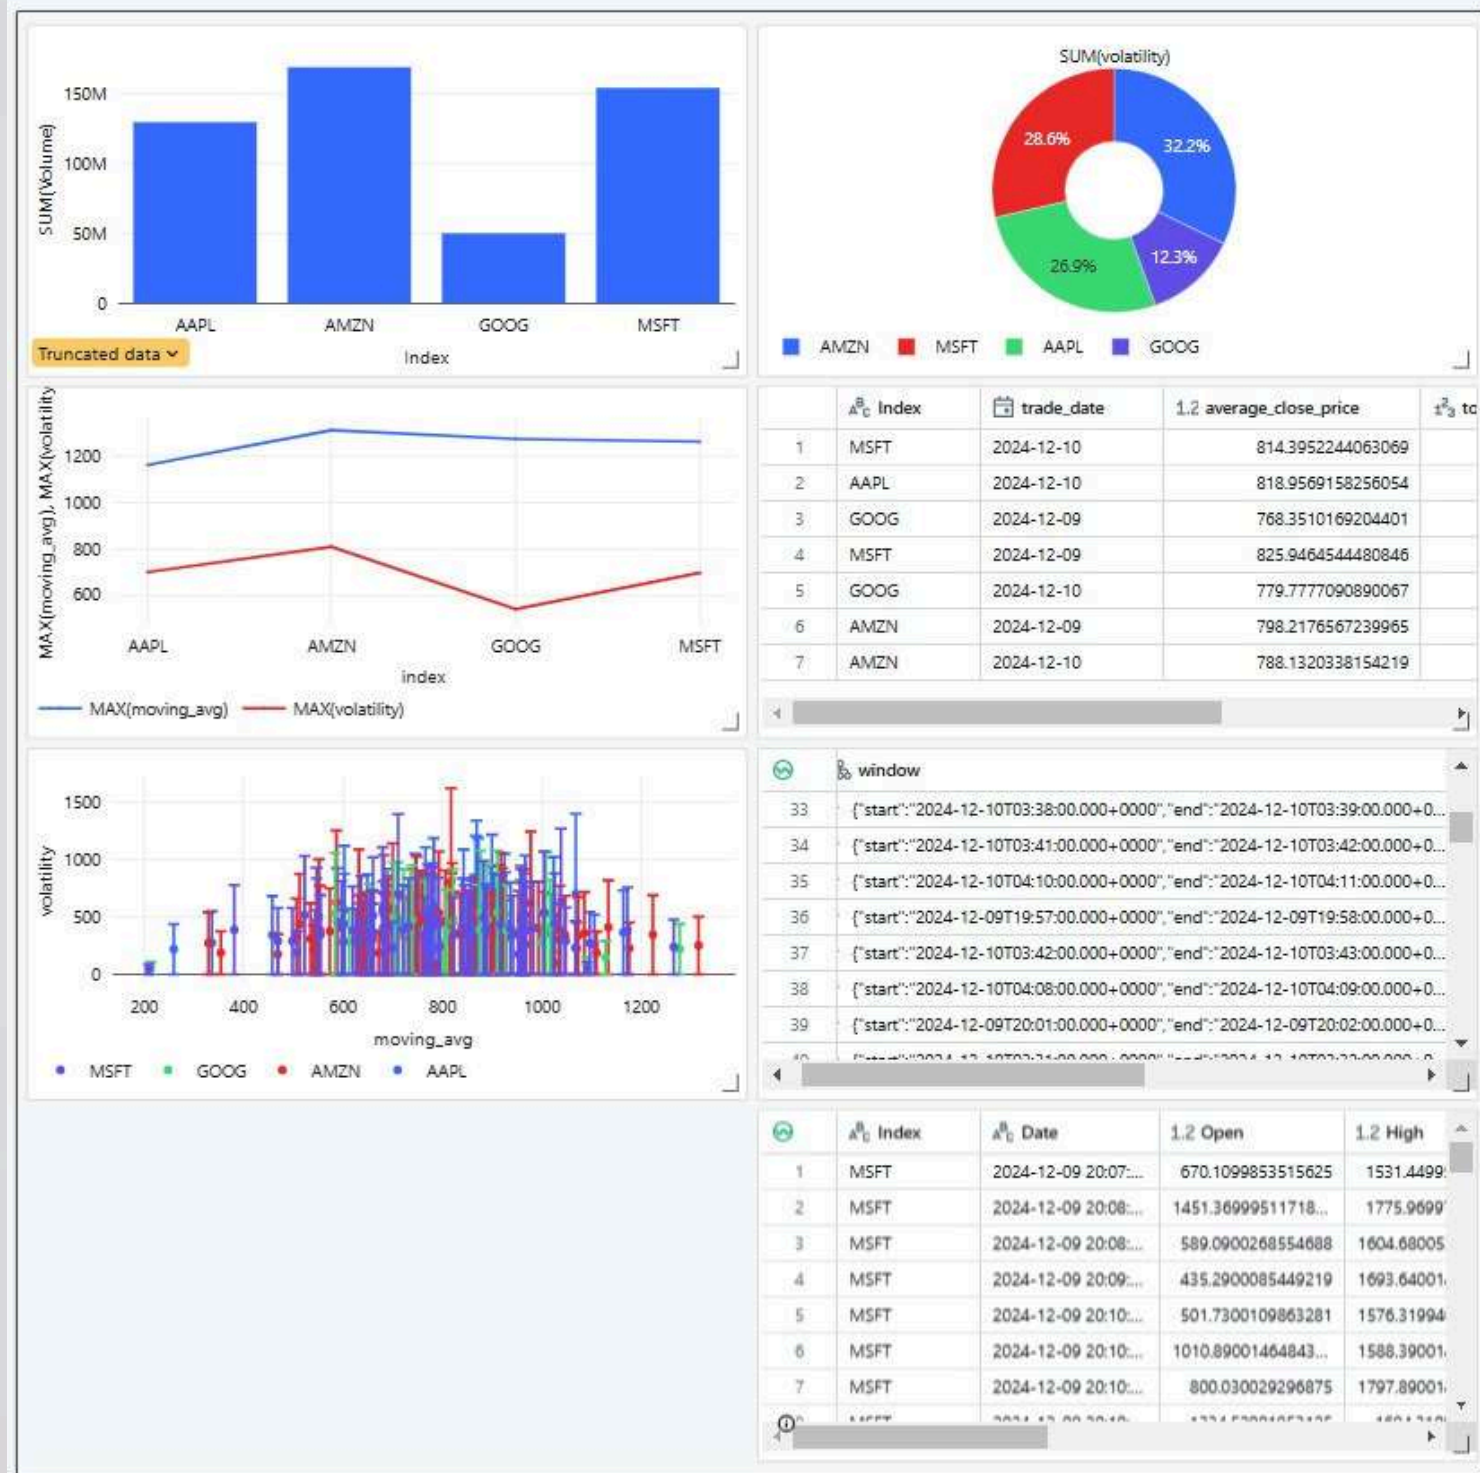 SUM(Volume)
150M
100M
50M
0
AAPL AMZN GOOG MSFT
Truncated data
Index
SUM(volatility)
28.6% 32.2%
26.9% 12.3%
AMZN MSFT AAPL GOOG
MAX(moving_avg), MAX(volatility
1200
1000
800
600
AAPL AMZN GOOG MSFT
index
MAX(moving_avg) MAX(volatility)
Index trade_date 1.2 average_close_price 123 to
1 MSFT 2024-12-10 814.3952244063069
2 AAPL 2024-12-10 818.9569158256054
3 GOOG 2024-12-09 768.3510169204401
4 MSFT 2024-12-09 825.9464544480846
5 GOOG 2024-12-10 779.7777090890067
6 AMZN 2024-12-09 798.2176567239965
7 AMZN 2024-12-10 788.1320338154219
volatility
1500
1000
500
0
200 400 600 800 1000 1200
moving_avg
MSFT GOOG AMZN AAPL
window
33 {"start":"2024-12-10T03:38:00.000+0000","end":"2024-12-10T03:39:00.000+0...
34 {"start":"2024-12-10T03:41:00.000+0000","end":"2024-12-10T03:42:00.000+0...
35 {"start":"2024-12-10T04:10:00.000+0000","end":"2024-12-10T04:11:00.000+0...
36 {"start":"2024-12-09T19:57:00.000+0000","end":"2024-12-09T19:58:00.000+0...
37 {"start":"2024-12-10T03:42:00.000+0000","end":"2024-12-10T03:43:00.000+0...
38 {"start":"2024-12-10T04:08:00.000+0000","end":"2024-12-10T04:09:00.000+0...
39 {"start":"2024-12-09T20:01:00.000+0000","end":"2024-12-09T20:02:00.000+0...
Index Date 1.2 Open 1.2 High
1 MSFT 2024-12-09 20:07:... 670.1099853515625 1531.4499
2 MSFT 2024-12-09 20:08:... 1451.36999511718... 1775.9699
3 MSFT 2024-12-09 20:08:... 589.0900268554688 1604.68005
4 MSFT 2024-12-09 20:09:... 435.2900085449219 1693.64001
5 MSFT 2024-12-09 20:10:... 501.7300109863281 1576.31994
6 MSFT 2024-12-09 20:10:... 1010.89001464843... 1588.39001
7 MSFT 2024-12-09 20:10:... 800.030029296875 1797.89001